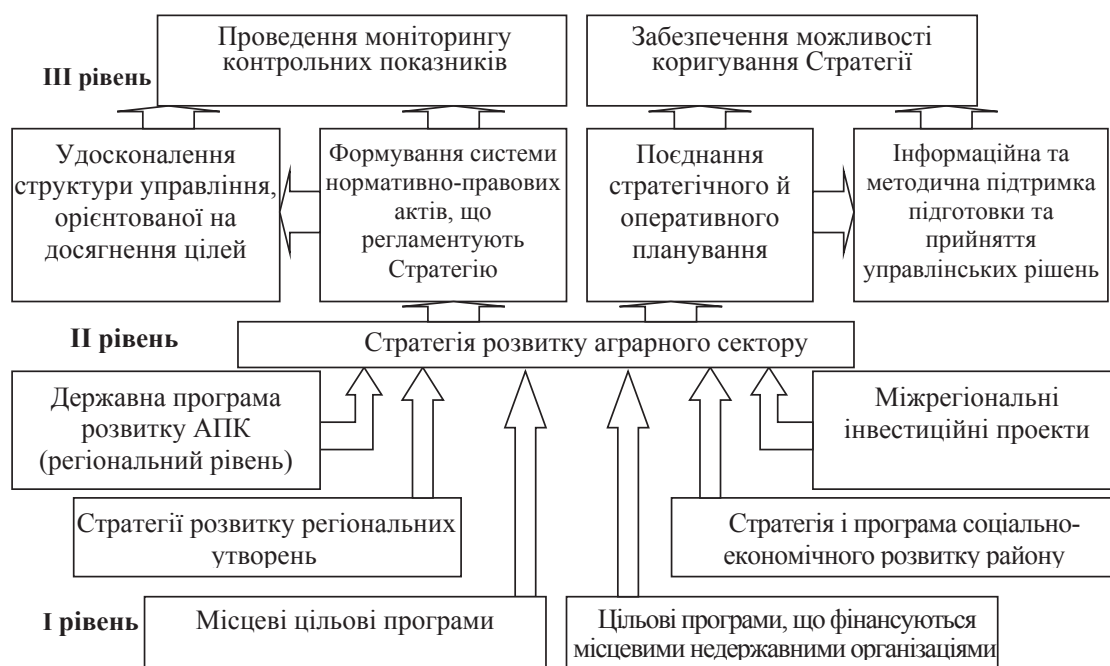 Проведення моніторингу
контрольних показників
Забезпечення можливості
коригування Стратегії
III рівень
Удосконалення
структури управління,
орієнтованої на
досягнення цілей
Формування системи
нормативно-правових
актів, що
регламентують
Стратегію
Поєднання
стратегічного й
оперативного
планування
Інформаційна та
методична підтримка
підготовки та
прийняття
управлінських рішень
II рівень
Стратегія розвитку аграрного сектору
Державна програма
розвитку АПК
(регіональний рівень)
Міжрегіональні
інвестиційні проекти
Стратегії розвитку регіональних
утворень
Стратегія і програма соціально-
економічного розвитку району
I рівень
Місцеві цільові програми
Цільові програми, що фінансуються
місцевими недержавними організаціями